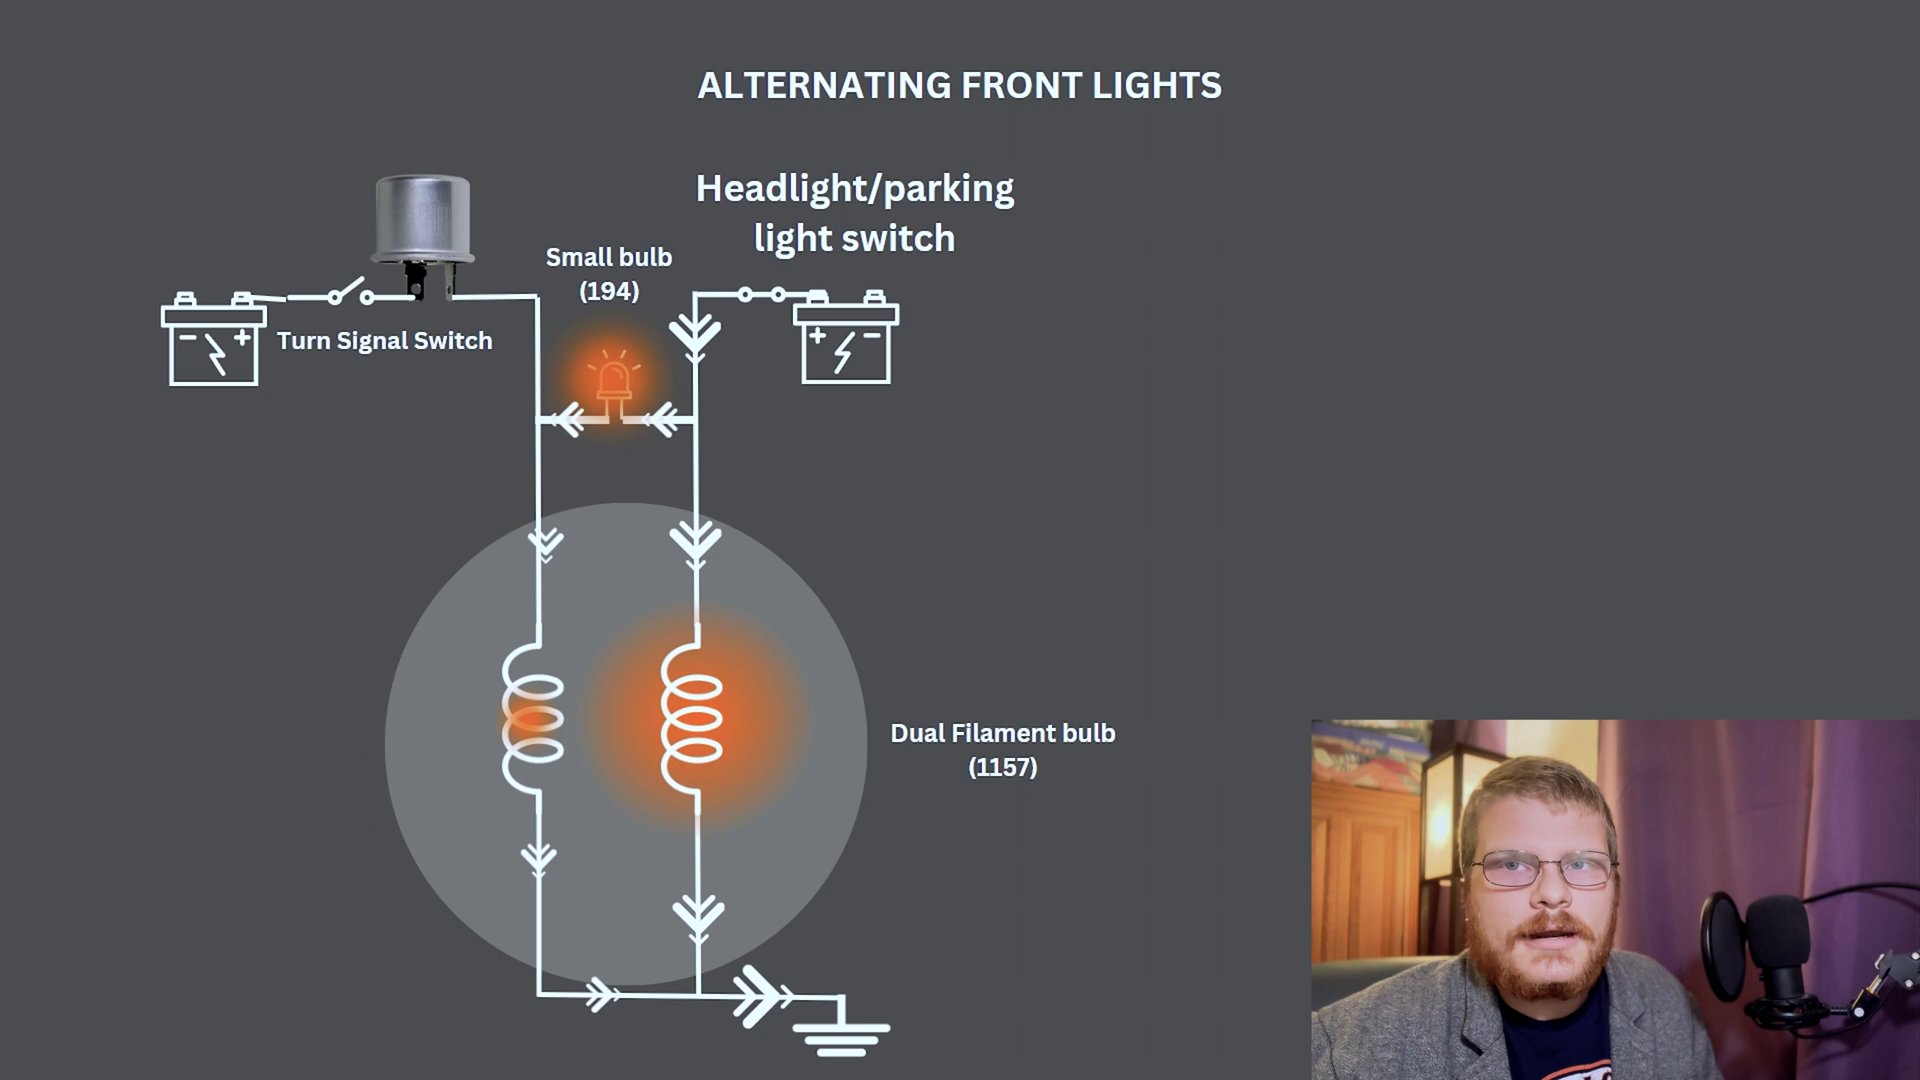 ALTERNATING FRONT LIGHTS
Headlight/parking
light switch
Small bulb
(194)
Turn Signal Switch
Dual Filament bulb
(1157)